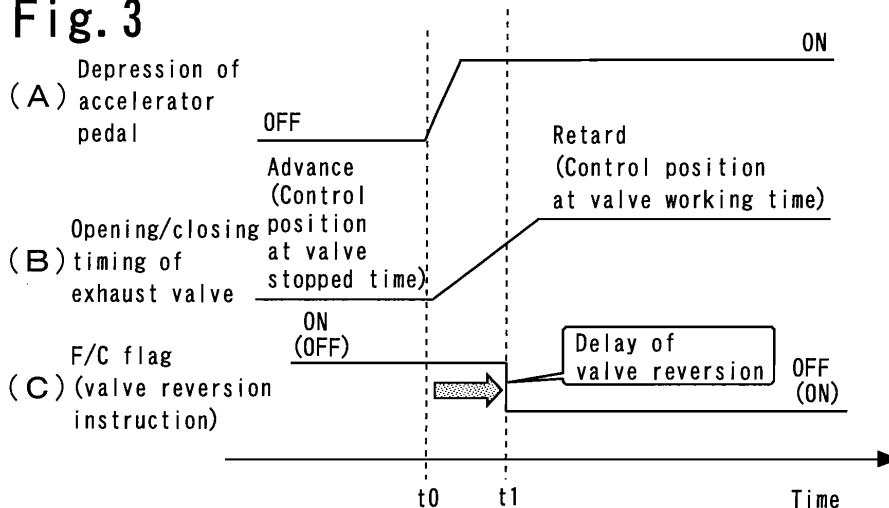 Fig. 3
ON
(A)
Depression of
accelerator
pedal
OFF
Advance
(Control
position
at valve
stopped time)
Retard
(Control position
at valve working time)
(B)
Opening/closing
timing of
exhaust valve
ON
(OFF)
(C)
F/C flag
(valve reversion
instruction)
Delay of
valve reversion
OFF
(ON)
t0
t1
Time